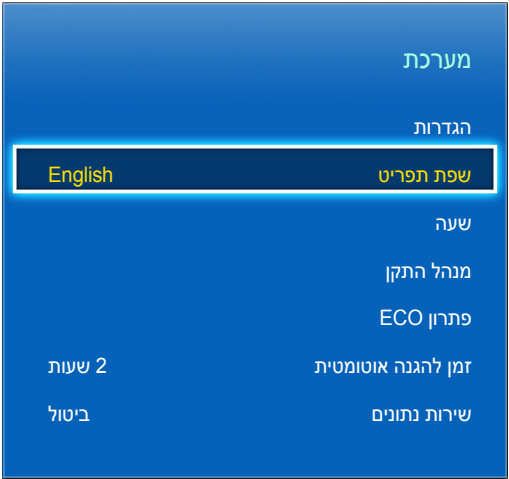 מערכת
הגדרות
שפת תפריט English
שעה
מנהל התקן
פתרון ECO
זמן להגנה אוטומטית 2 שעות
שירות נתונים ביטול